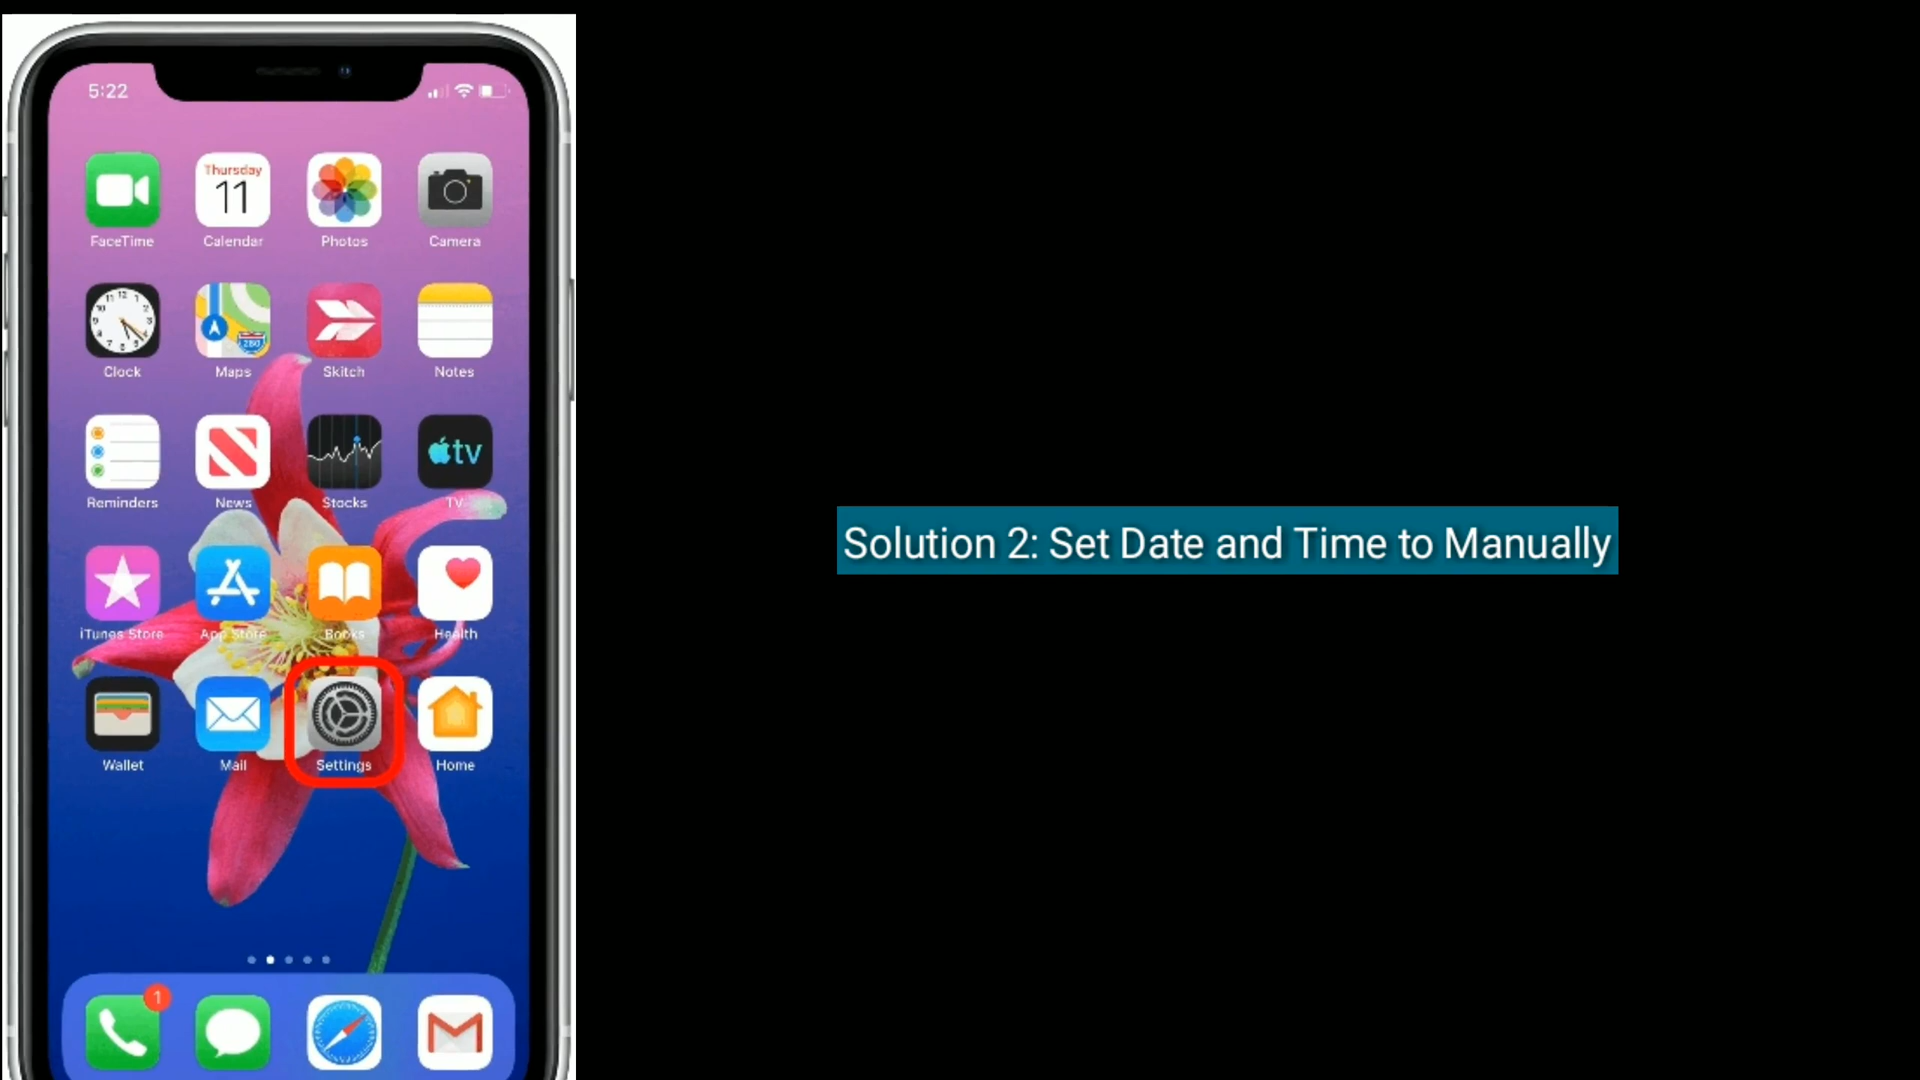 5:22
Thursday
11
FaceTime Calendar Photos Camera
280
Clock Maps Skitch Notes
tv
Reminders News Stocks TV
iTunes Store App Store Books Health
Wallet Mail Settings Home
1
Solution 2: Set Date and Time to Manually